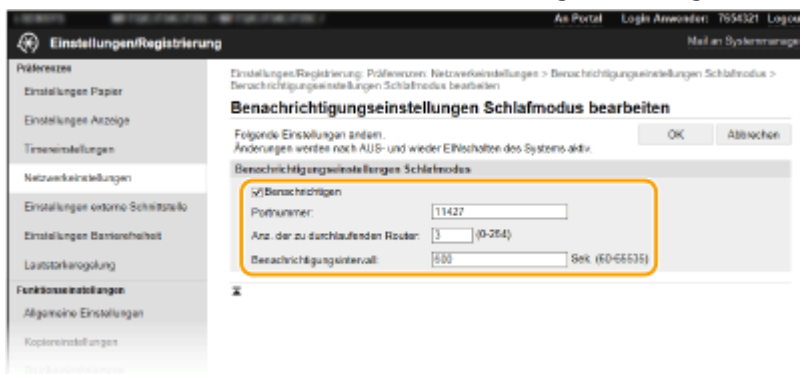 An Portal Login Anwender: 7654321 Logou
Einstellungen/Registrierung
Mail an Systemmanage
Präferenzen
Einstellungen Papier
Einstellungen Anzeige
Timereinstellungen
Netzwerkeinstellungen
Einstellungen externe Schnittstelle
Einstellungen Barrierefreiheit
Lautstärkeregelung
Funktionseinstellungen
Allgemeine Einstellungen
Kopiereinstellungen
Einstellungen/Registrierung: Präferenzen: Netzwerkeinstellungen > Benachrichtigungseinstellungen Schlafmodus >
Benachrichtigungseinstellungen Schlafmodus bearbeiten
Benachrichtigungseinstellungen Schlafmodus bearbeiten
Folgende Einstellungen ändern.
Änderungen werden nach AUS- und wieder EINschalten des Systems aktiv.
OK Abbrechen
Benachrichtigungseinstellungen Schlafmodus
Benachrichtigen
Portnummer: 11427
Anz. der zu durchlaufenden Router: 3 (0-254)
Benachrichtigungsintervall: 600 Sek. (60-65535)